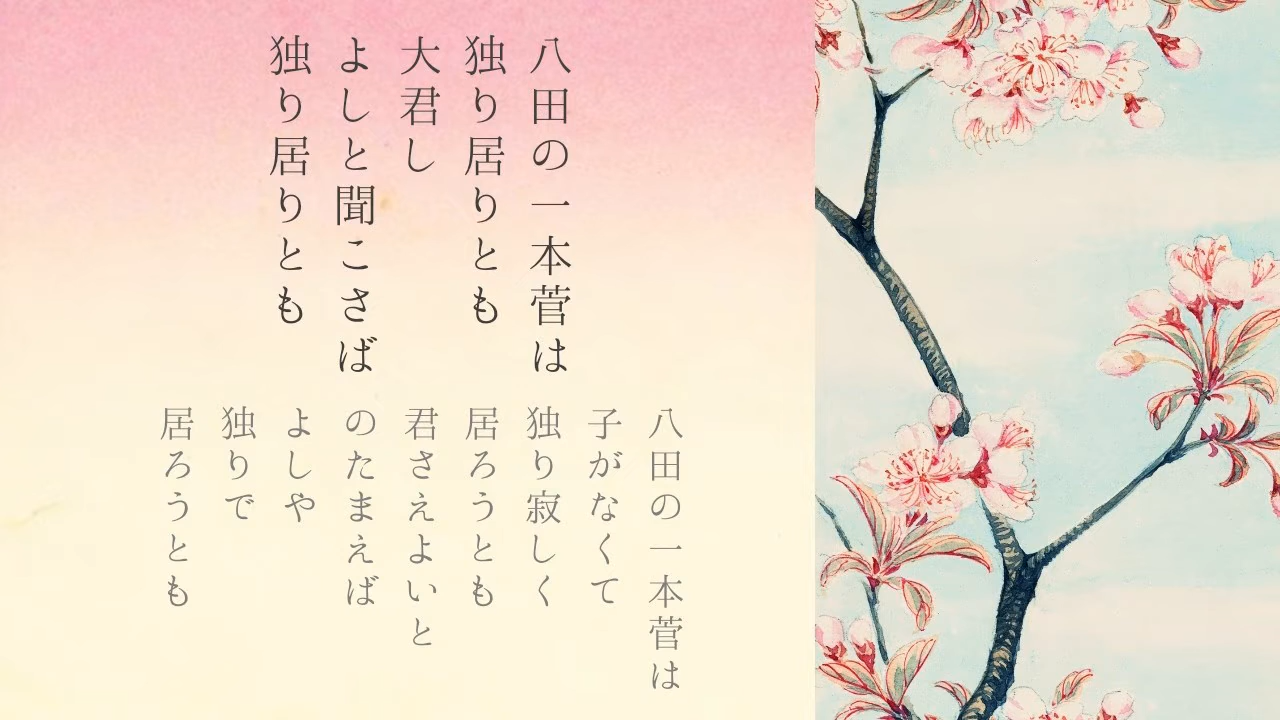 八田の一本菅は
独り居りとも
大君し
よしと聞こさば
独り居りとも
八田の一本菅は
子がなくて
独り寂しく
居ろうとも
君さえよいと
のたまえば
よしや
独りで
居ろうとも